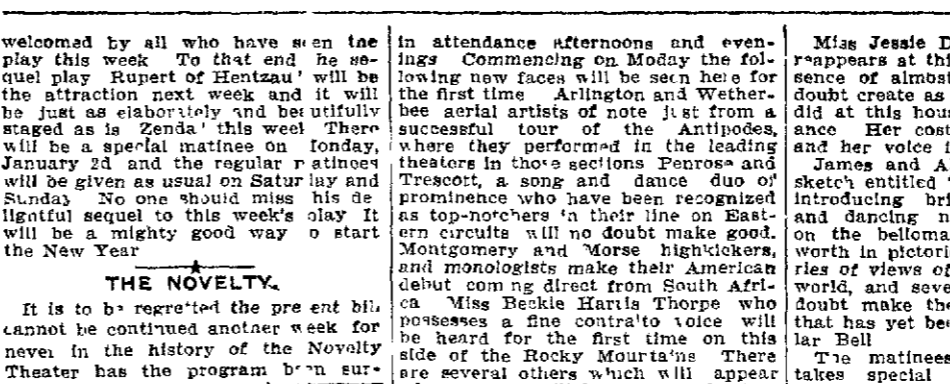 welcomed by all who have seen the
play this week To that end he se-
quel play Rupert of Hentzau' will be
the attraction next week and it will
be just as elaborately and beautifully
staged as is Zenda' this week There
will be a special matinee on Monday,
January 2d and the regular matinees
will be given as usual on Saturday and
Sunday No one should miss his de
lightful sequel to this week's play It
will be a mighty good way o start
the New Year
THE NOVELTY.
It is to be regretted the present bill
cannot be continued another week for
never in the history of the Novelty
Theater has the program been sur-
in attendance afternoons and even-
ings Commencing on Moday the fol-
lowing new faces will be seen here for
the first time Arlington and Wether-
bee aerial artists of note just from a
successful tour of the Antipodes,
where they performed in the leading
theaters in those sections Penrose and
Trescott, a song and dance duo of
prominence who have been recognized
as top-notchers in their line on East-
ern circuits will no doubt make good.
Montgomery and Morse highkickers,
and monologists make their American
debut coming direct from South Afri-
ca Miss Beckie Harris Thorpe who
possesses a fine contralto voice will
be heard for the first time on this
side of the Rocky Mountains There
are several others which will appear
Miss Jessie D
reappears at thi
sence of almos
doubt create as
did at this hous
ance Her cos
and her voice i
James and A
sketch entitled '
introducing bri
and dancing n
on the belloma
worth in pictori
ries of views of
world, and seve
doubt make the
that has yet bee
lar Bell
The matinees
takes special